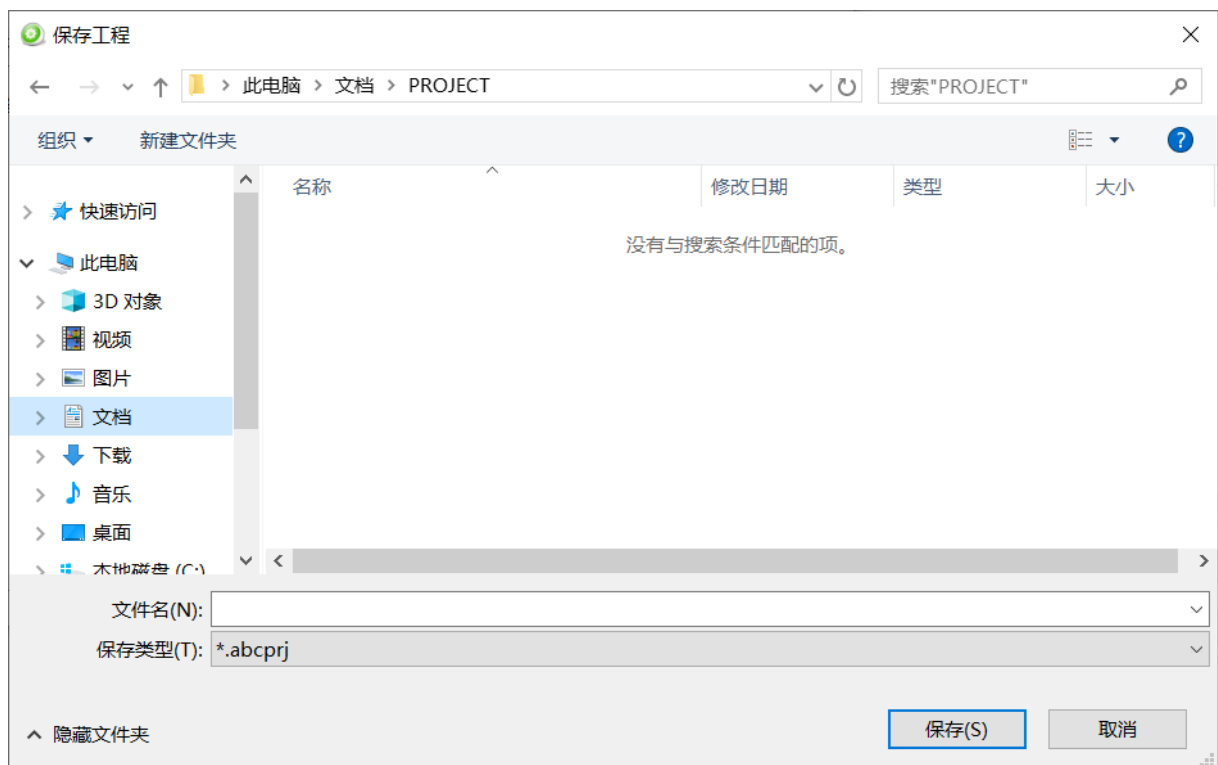 保存工程
此电脑 > 文档 > PROJECT
搜索"PROJECT"
组织
新建文件夹
名称
修改日期
类型
大小
没有与搜索条件匹配的项。
快速访问
此电脑
3D 对象
视频
图片
文档
下载
音乐
桌面
本地磁盘 (C:)
文件名(N):
保存类型(T): *.abcprj
隐藏文件夹
保存(S)
取消